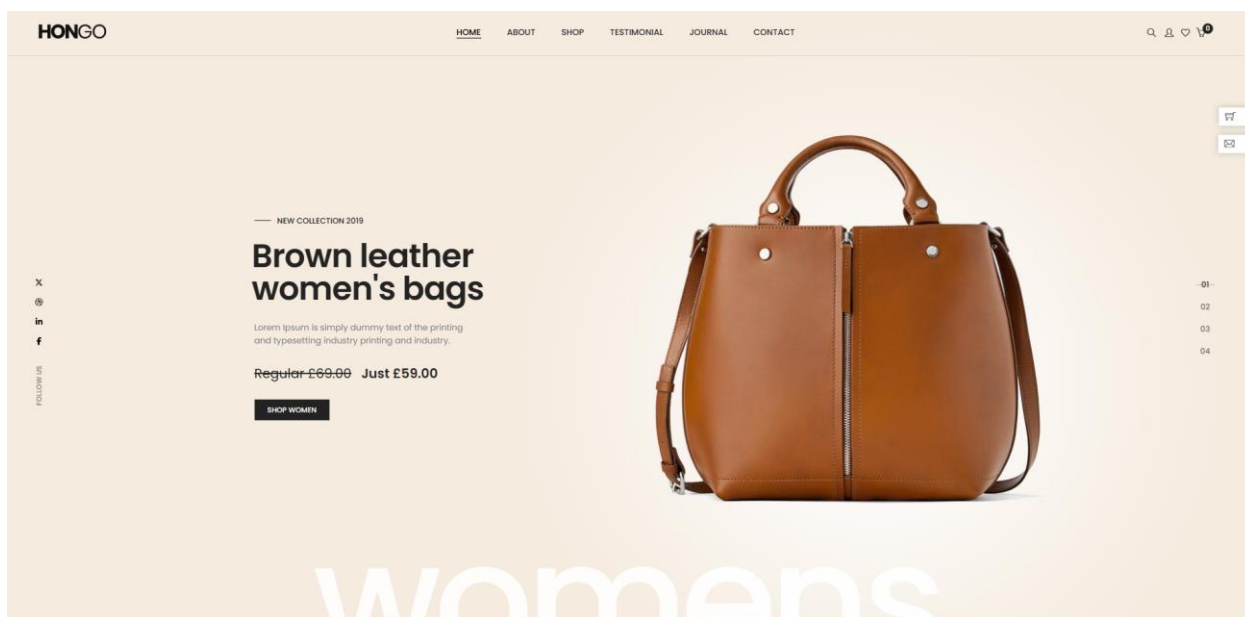 HONGO
HOME ABOUT SHOP TESTIMONIAL JOURNAL CONTACT
0
NEW COLLECTION 2019
Brown leather
women's bags
Lorem Ipsum is simply dummy text of the printing
and typesetting industry printing and industry.
Regular £69.00 Just £59.00
SHOP WOMEN
FOLLOW US
01
02
03
04
womens